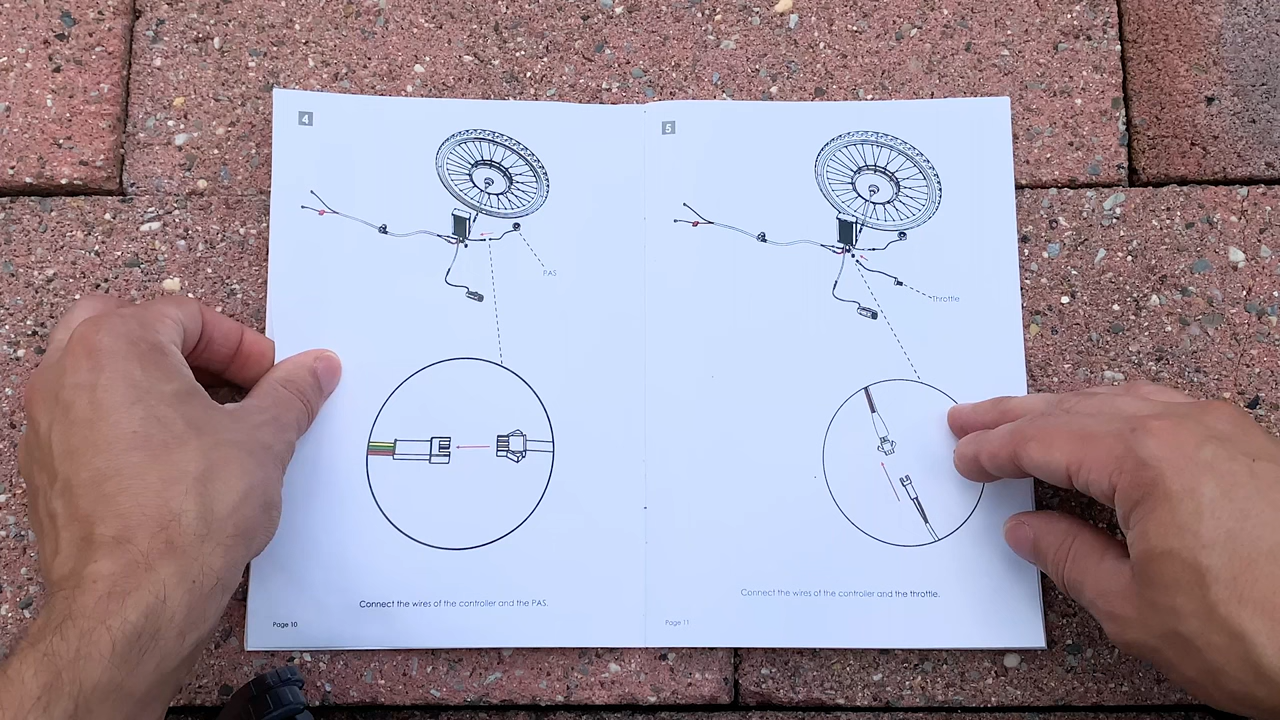 4
PAS
Connect the wires of the controller and the PAS.
Page 10
5
Throttle
Connect the wires of the controller and the throttle.
Page 11